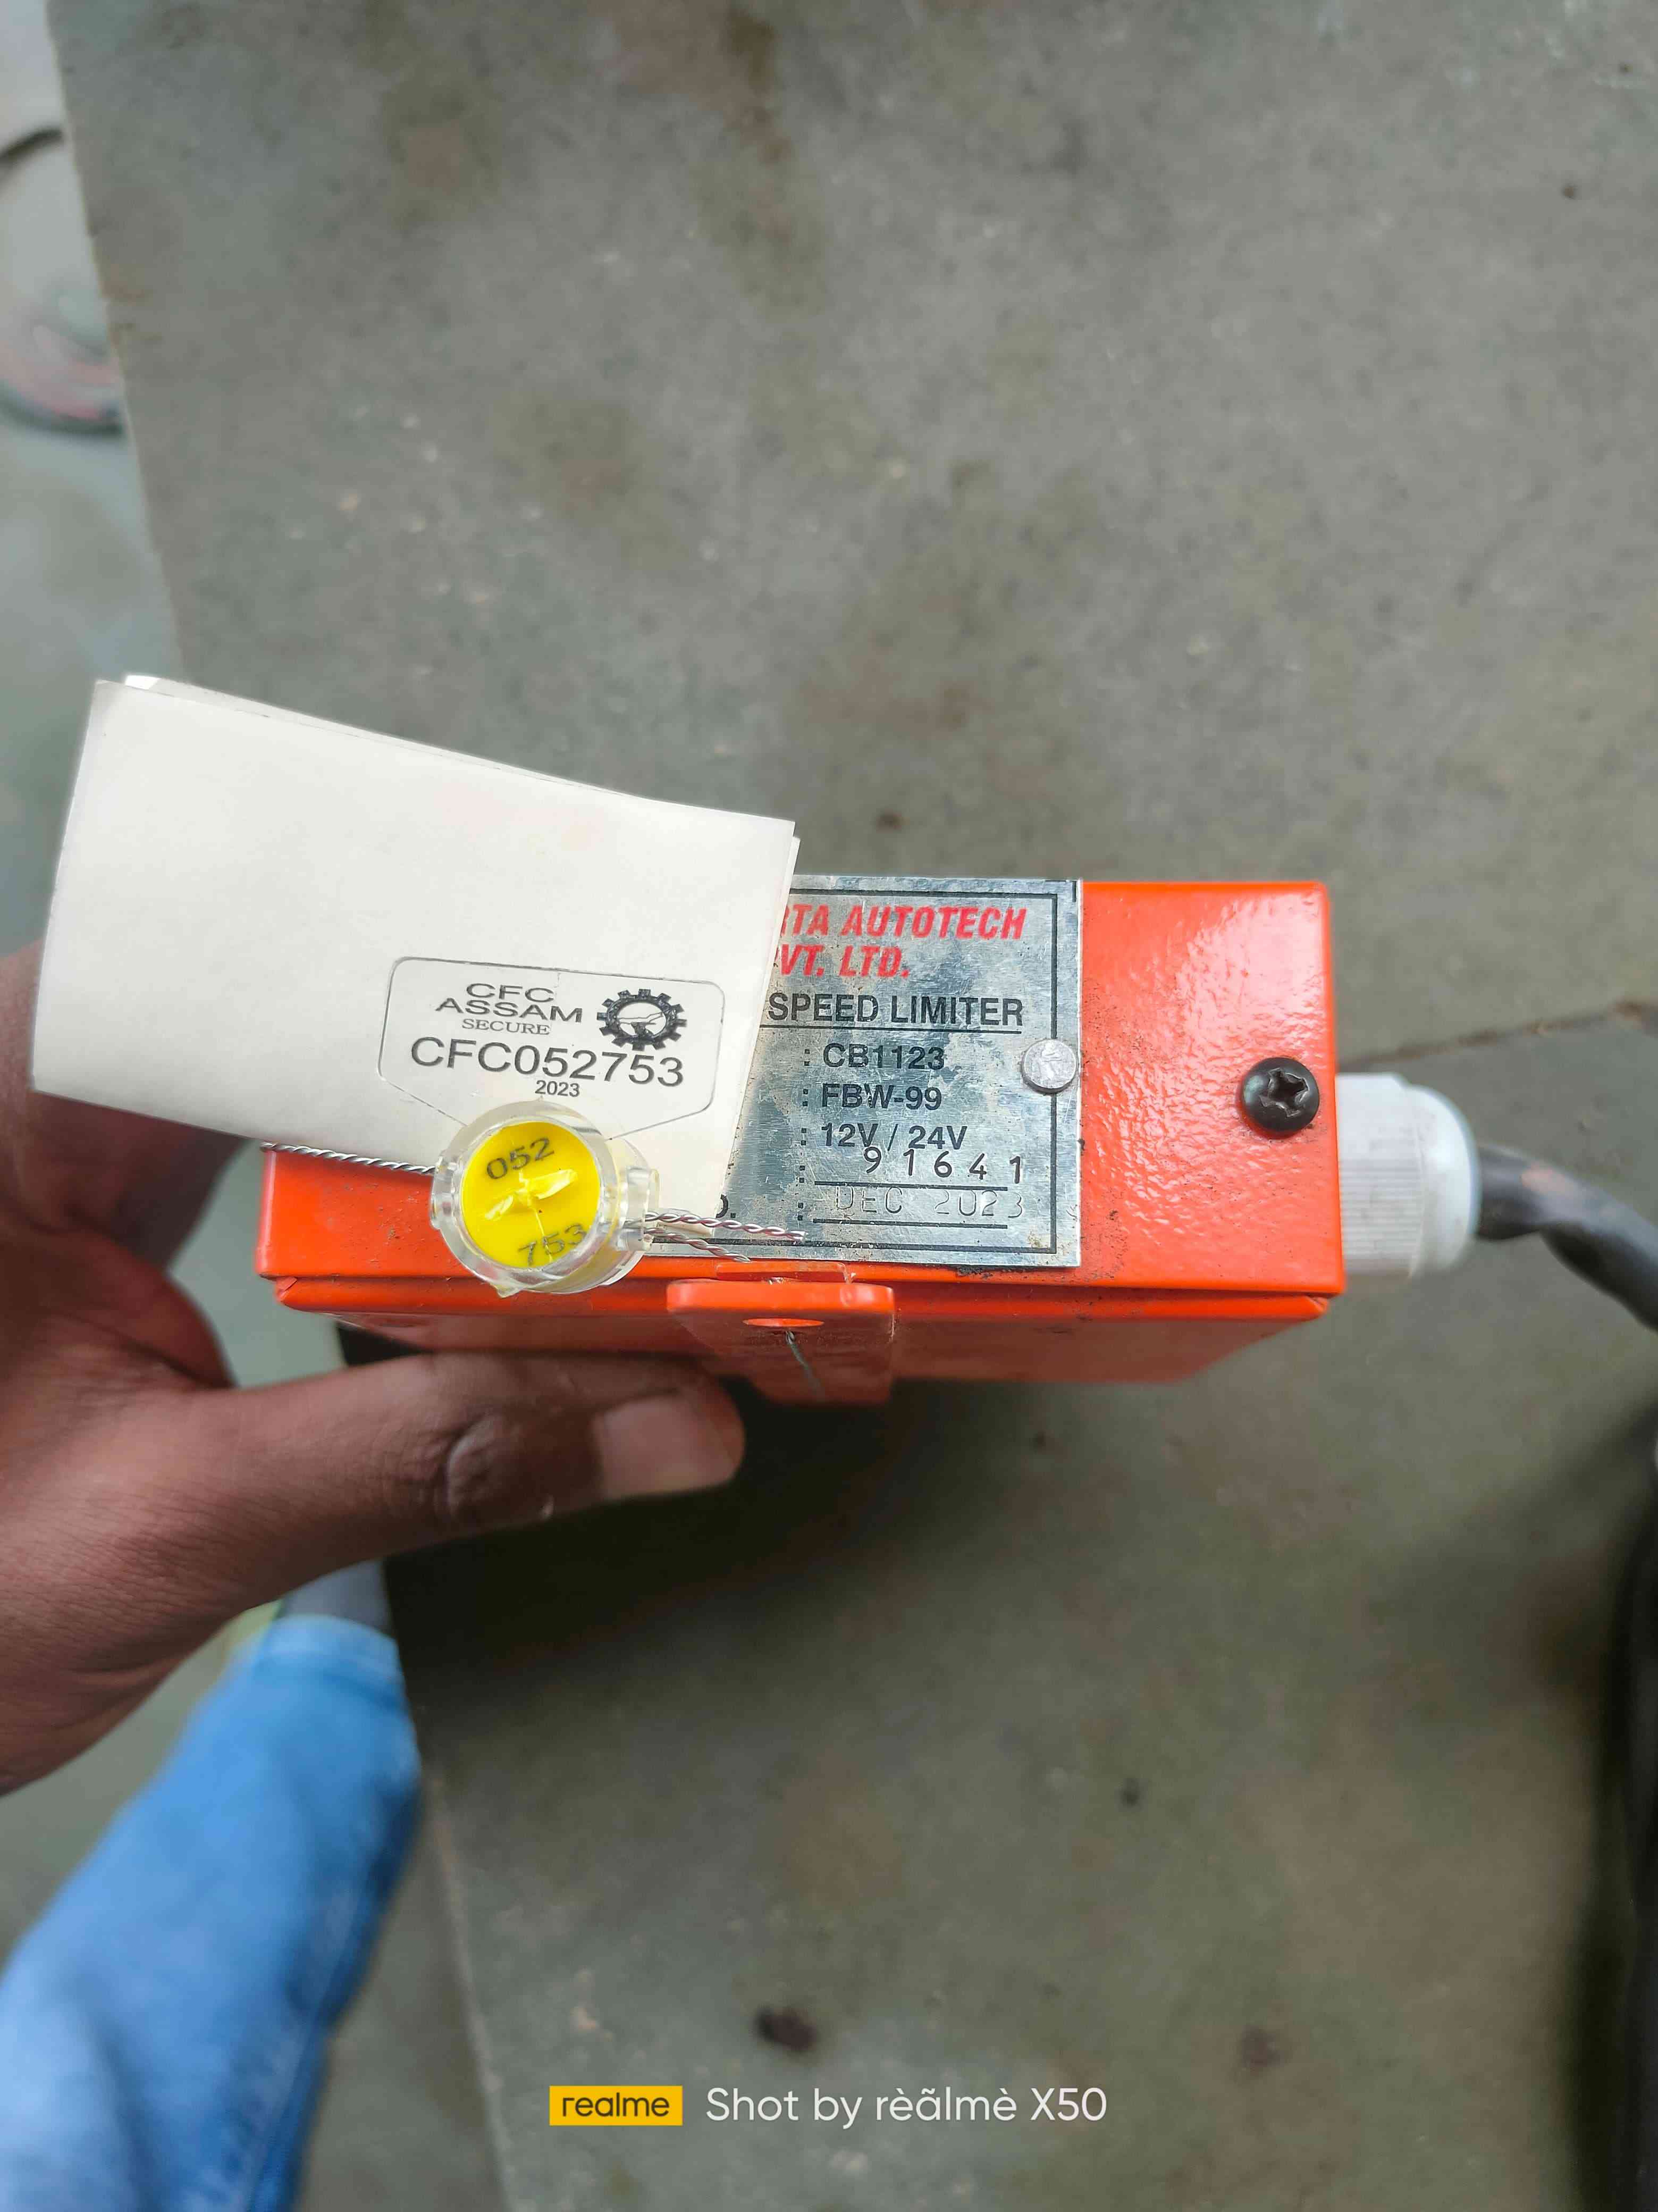 CFC
ASSAM
SECURE
CFC052753
2023
052
753
RTA AUTOTECH
VT. LTD.
SPEED LIMITER
: CB1123
: FBW-99
: 12V / 24V
: 91641
D. : DEC 2023
realme Shot by rèãlmè X50